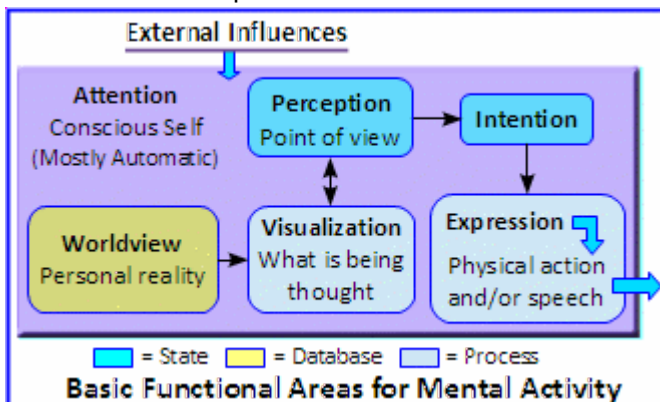 External Influences
Attention
Conscious Self
(Mostly Automatic)
Perception
Point of view
Intention
Worldview
Personal reality
Visualization
What is being
thought
Expression
Physical action
and/or speech
= State = Database = Process
Basic Functional Areas for Mental Activity